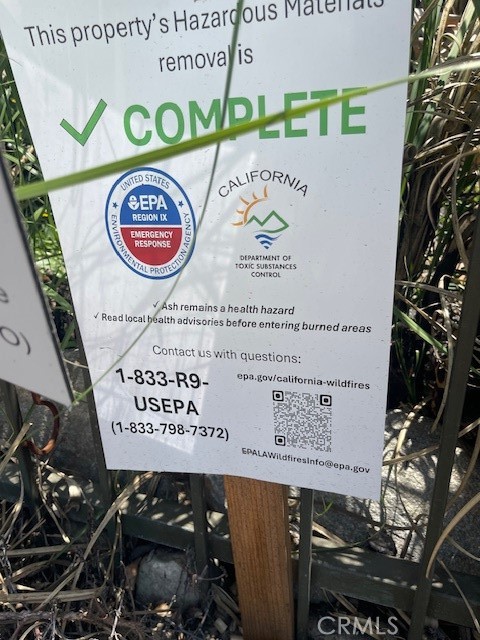 This property's Hazardous Materials
removal is
✓ COMPLETE
UNITED STATES
EPA
REGION IX
EMERGENCY
RESPONSE
ENVIRONMENTAL PROTECTION AGENCY
CALIFORNIA
DEPARTMENT OF
TOXIC SUBSTANCES
CONTROL
✓ Ash remains a health hazard
✓ Read local health advisories before entering burned areas
Contact us with questions:
1-833-R9-
USEPA
(1-833-798-7372)
epa.gov/california-wildfires
EPALAWildfiresInfo@epa.gov
CRMLS